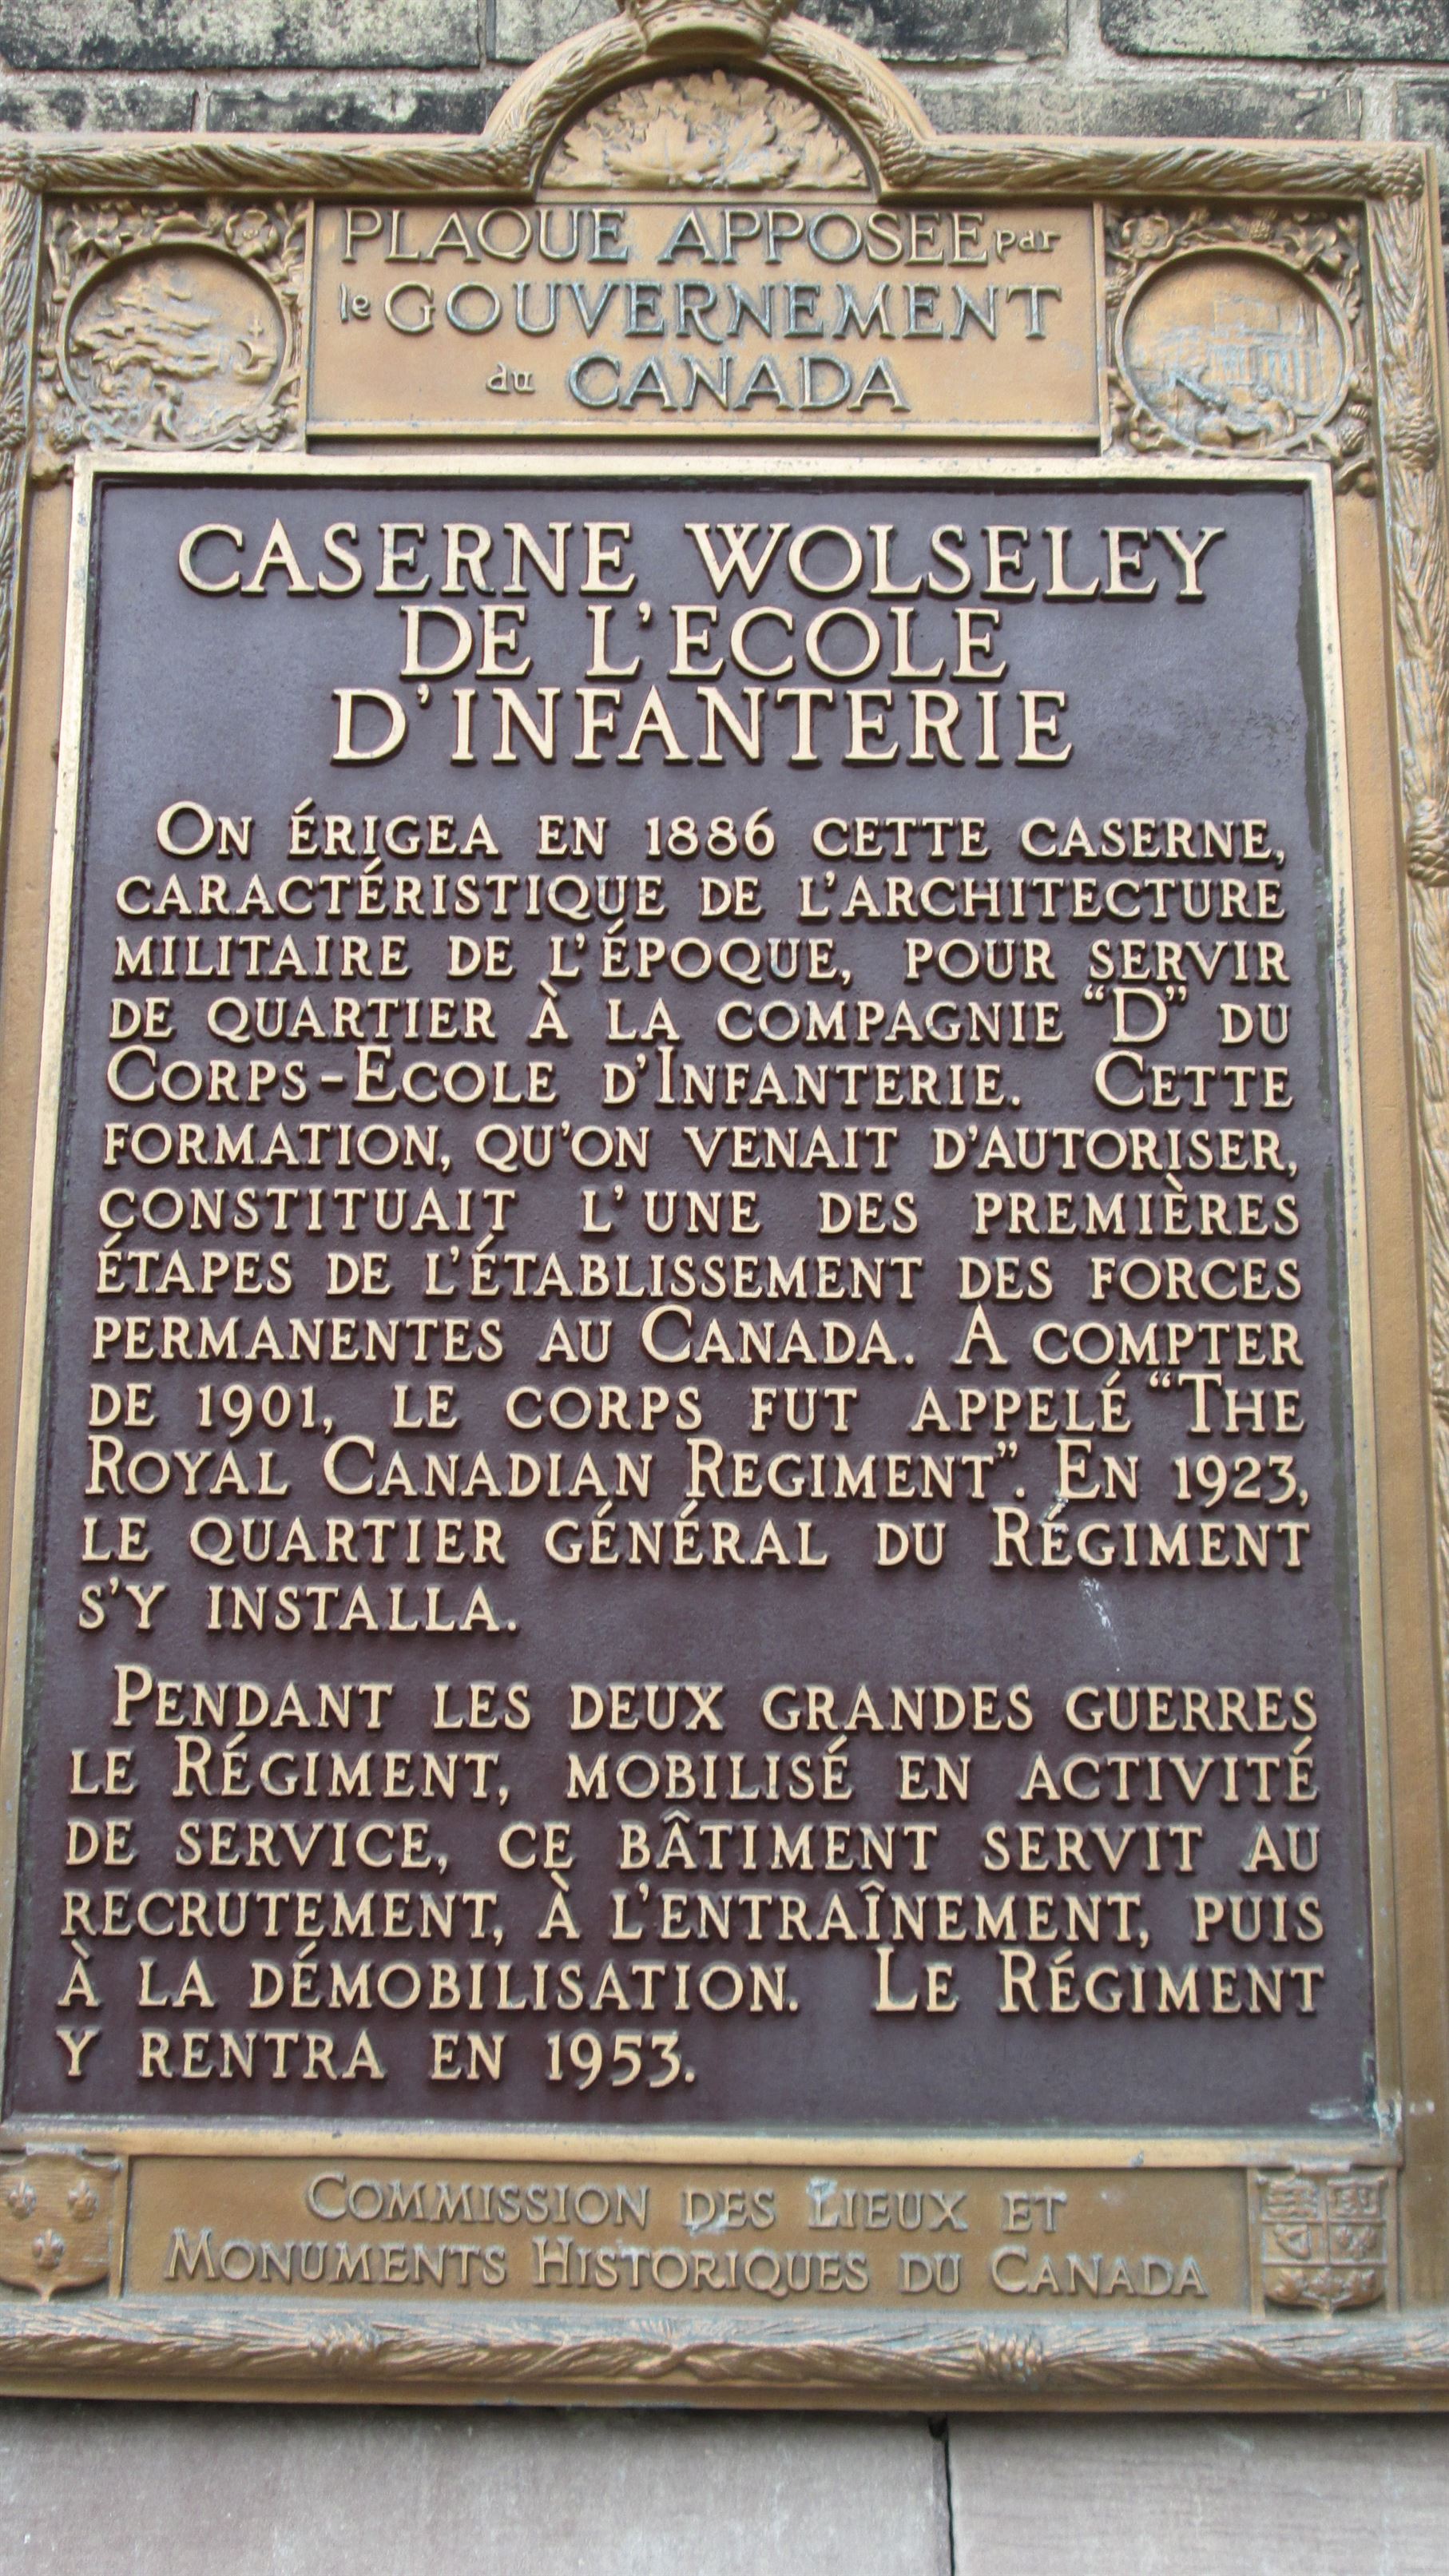 PLAQUE APPOSEE par
le GOUVERNEMENT
du CANADA
CASERNE WOLSELEY
DE L'ECOLE
D'INFANTERIE
ON ÉRIGEA EN 1886 CETTE CASERNE,
CARACTÉRISTIQUE DE L'ARCHITECTURE
MILITAIRE DE L'ÉPOQUE, POUR SERVIR
DE QUARTIER À LA COMPAGNIE "D" DU
CORPS-ECOLE D'INFANTERIE. CETTE
FORMATION, QU'ON VENAIT D'AUTORISER,
CONSTITUAIT L'UNE DES PREMIÈRES
ÉTAPES DE L'ÉTABLISSEMENT DES FORCES
PERMANENTES AU CANADA. A COMPTER
DE 1901, LE CORPS FUT APPELÉ "THE
ROYAL CANADIAN REGIMENT". EN 1923,
LE QUARTIER GÉNÉRAL DU RÉGIMENT
S'Y INSTALLA.
PENDANT LES DEUX GRANDES GUERRES
LE RÉGIMENT, MOBILISÉ EN ACTIVITÉ
DE SERVICE, CE BÂTIMENT SERVIT AU
RECRUTEMENT, À L'ENTRAÎNEMENT, PUIS
À LA DÉMOBILISATION. LE RÉGIMENT
Y RENTRA EN 1953.
COMMISSION DES LIEUX ET
MONUMENTS HISTORIQUES DU CANADA